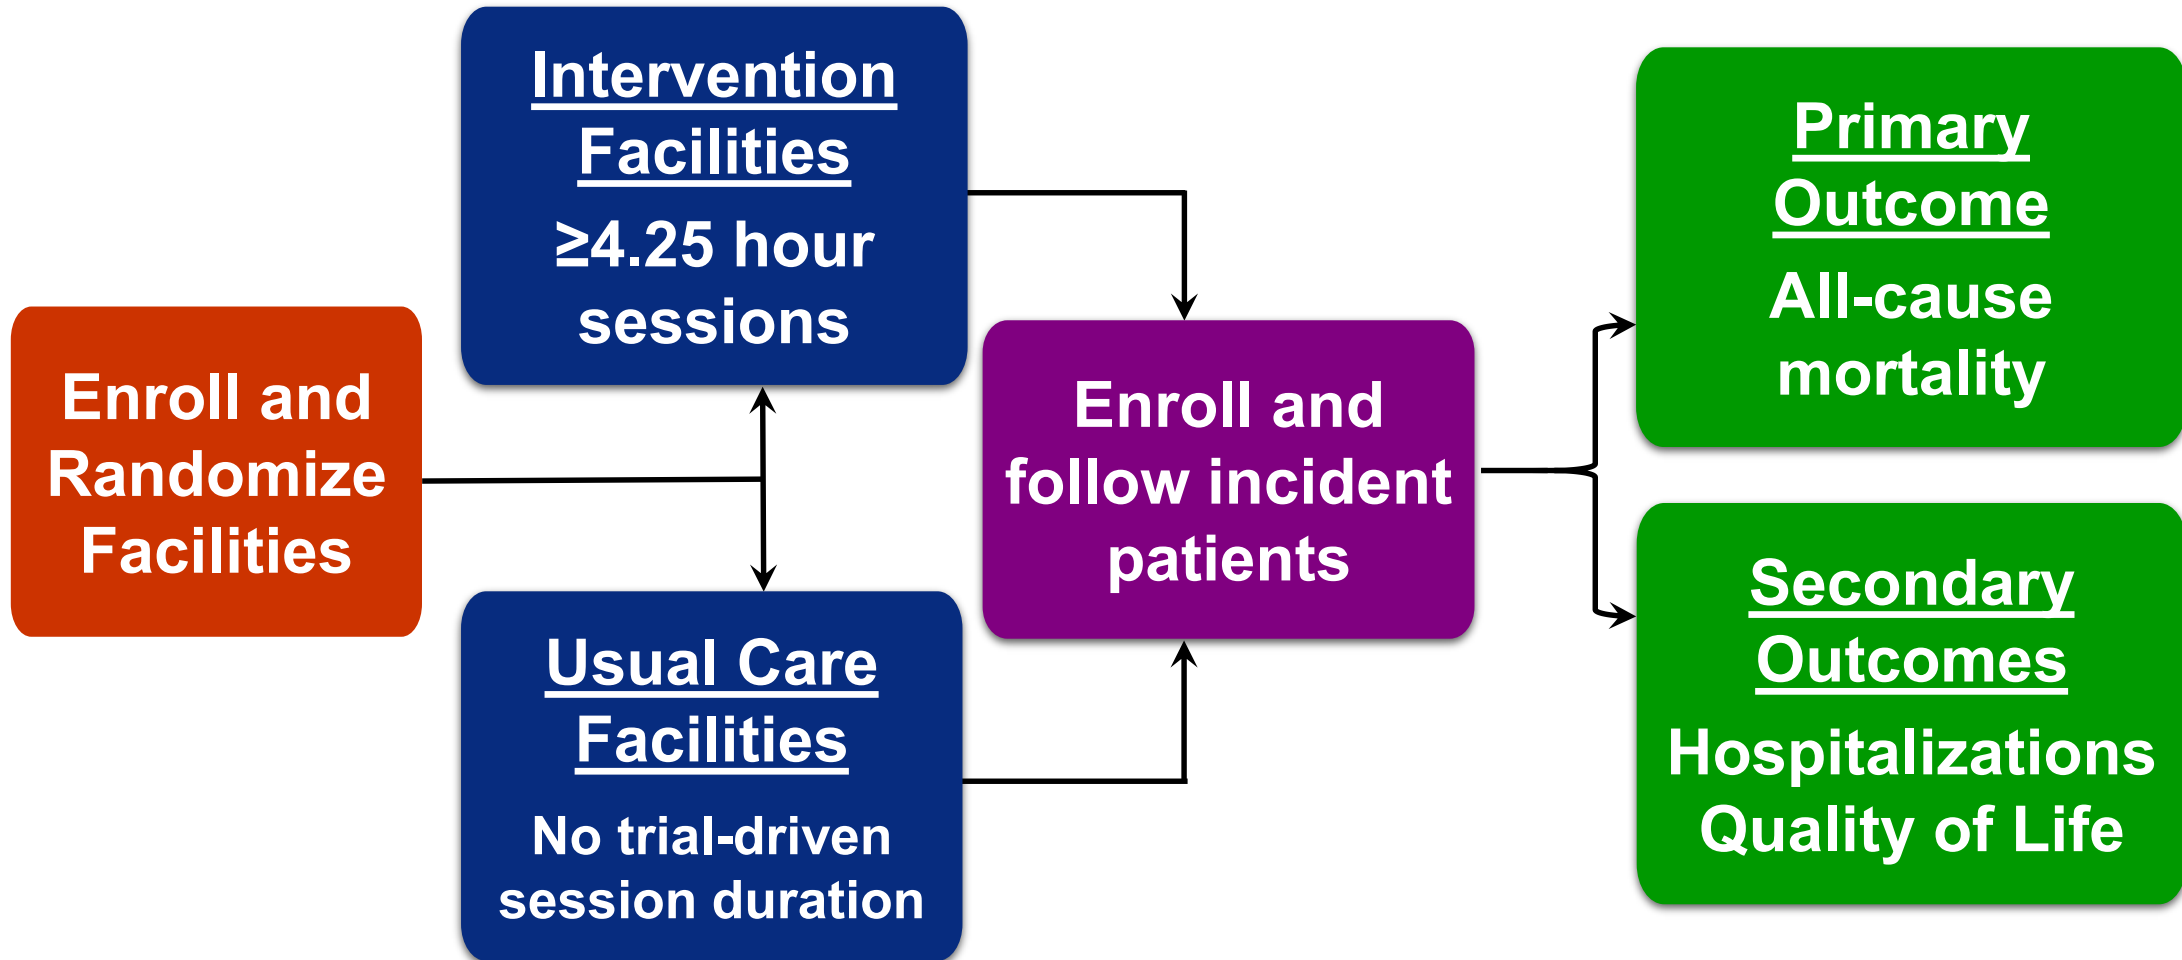 Enroll and
Randomize
Facilities
Intervention
Facilities
≥4.25 hour
sessions
Usual Care
Facilities
No trial-driven
session duration
Enroll and
follow incident
patients
Primary
Outcome
All-cause
mortality
Secondary
Outcomes
Hospitalizations
Quality of Life